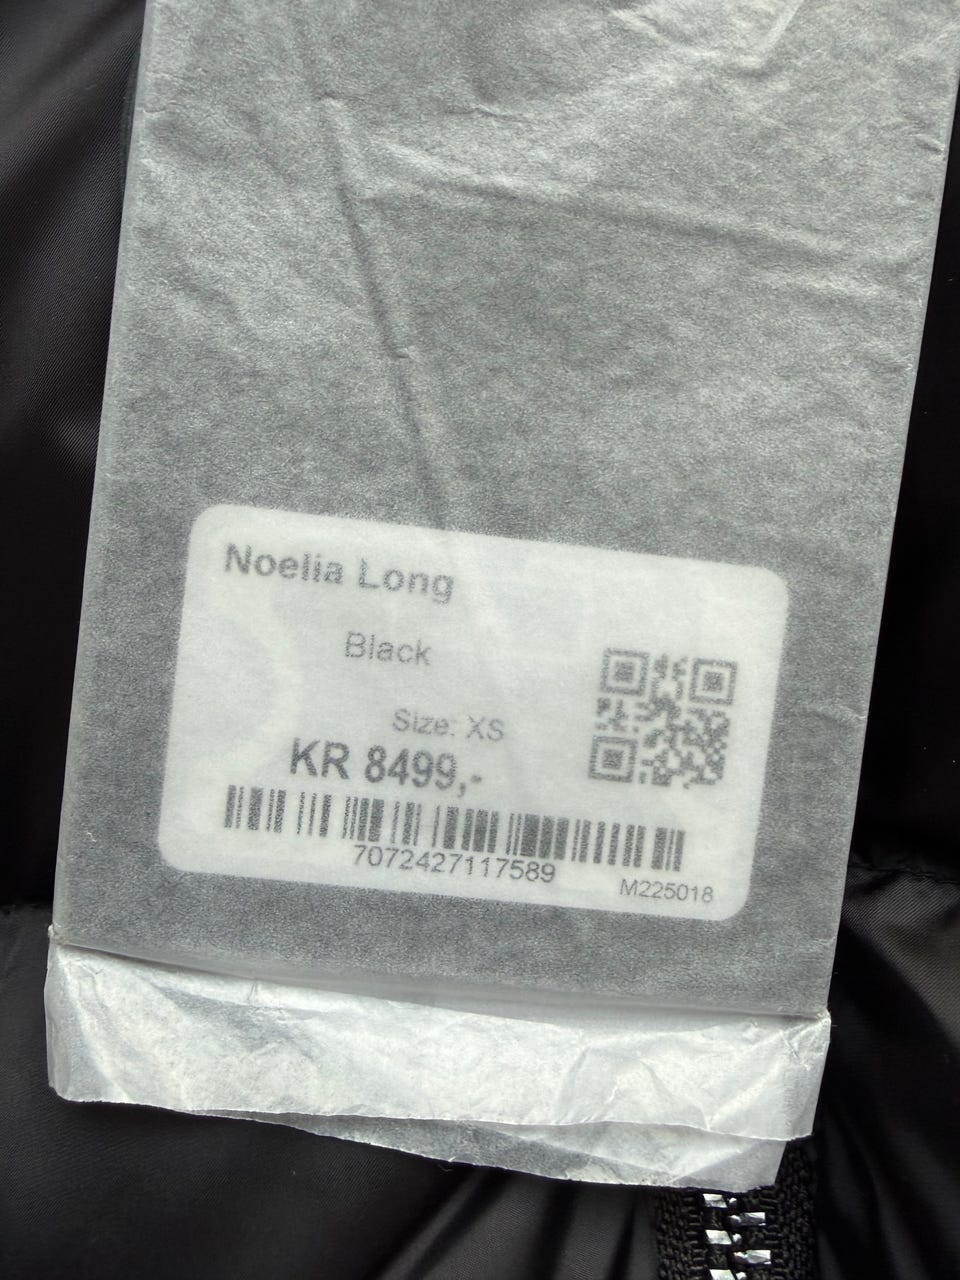 Noelia Long
Black
Size: XS
KR 8499,-
7072427117589
M225018